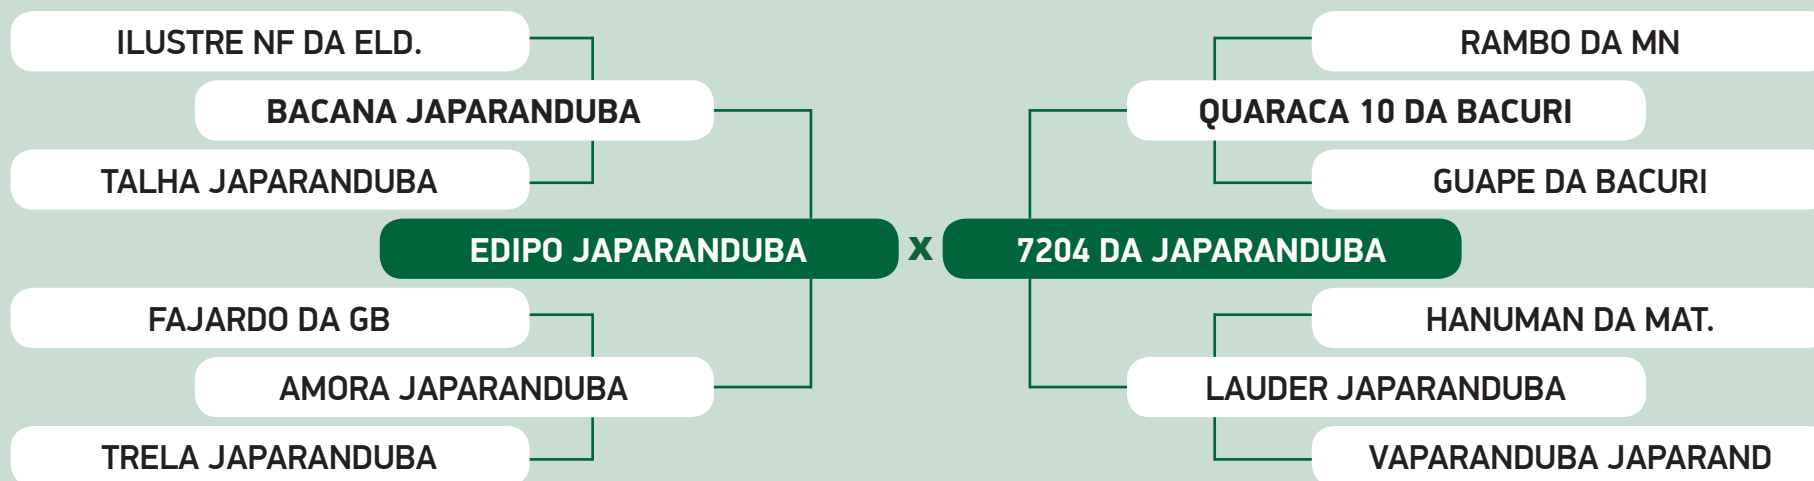 ILUSTRE NF DA ELD.
RAMBO DA MN
BACANA JAPARANDUBA
QUARACA 10 DA BACURI
TALHA JAPARANDUBA
GUAPE DA BACURI
EDIPO JAPARANDUBA X 7204 DA JAPARANDUBA
FAJARDO DA GB
HANUMAN DA MAT.
AMORA JAPARANDUBA
LAUDER JAPARANDUBA
TRELA JAPARANDUBA
VAPARANDUBA JAPARAND